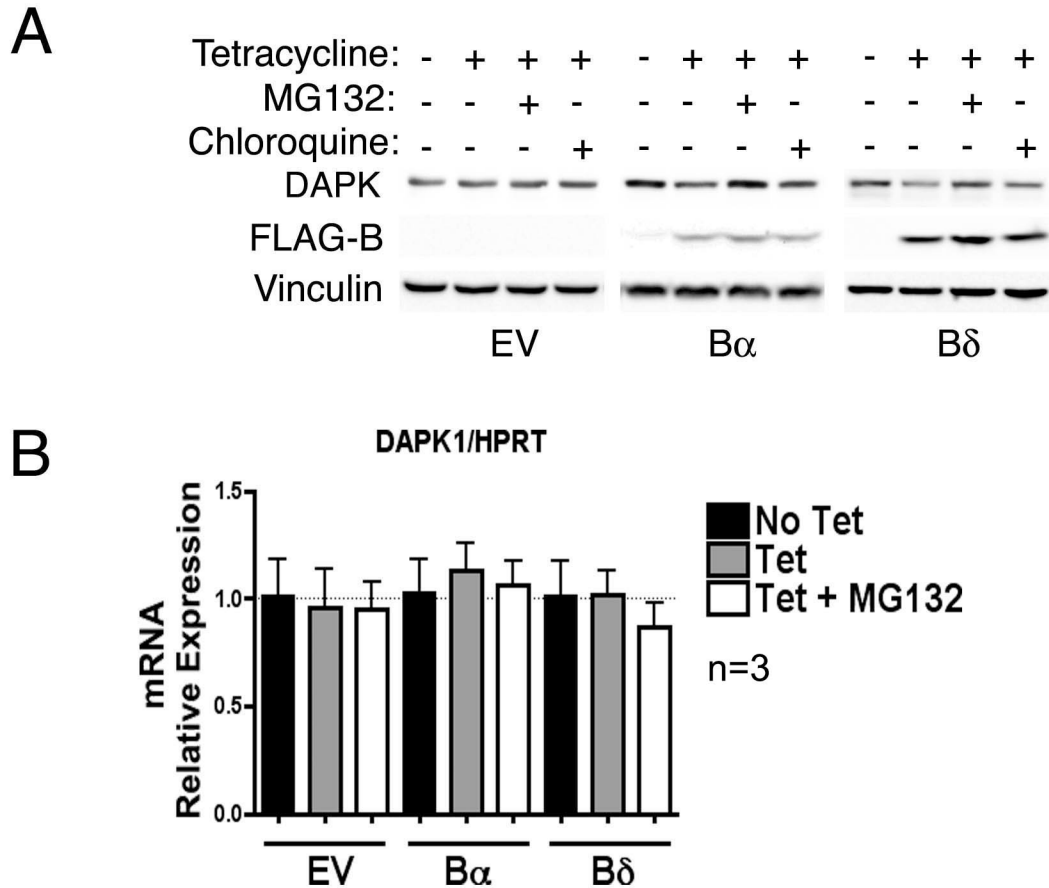 A
Tetracycline: - + + + - + + + - + + +
MG132: - - + - - - + - - - + -
Chloroquine: - - - + - - - + - - - +
DAPK
FLAG-B
Vinculin
EV Bα Bδ
B
DAPK1/HPRT
mRNA
Relative Expression
1.5
1.0
0.5
0.0
EV Bα Bδ
No Tet
Tet
Tet + MG132
n=3